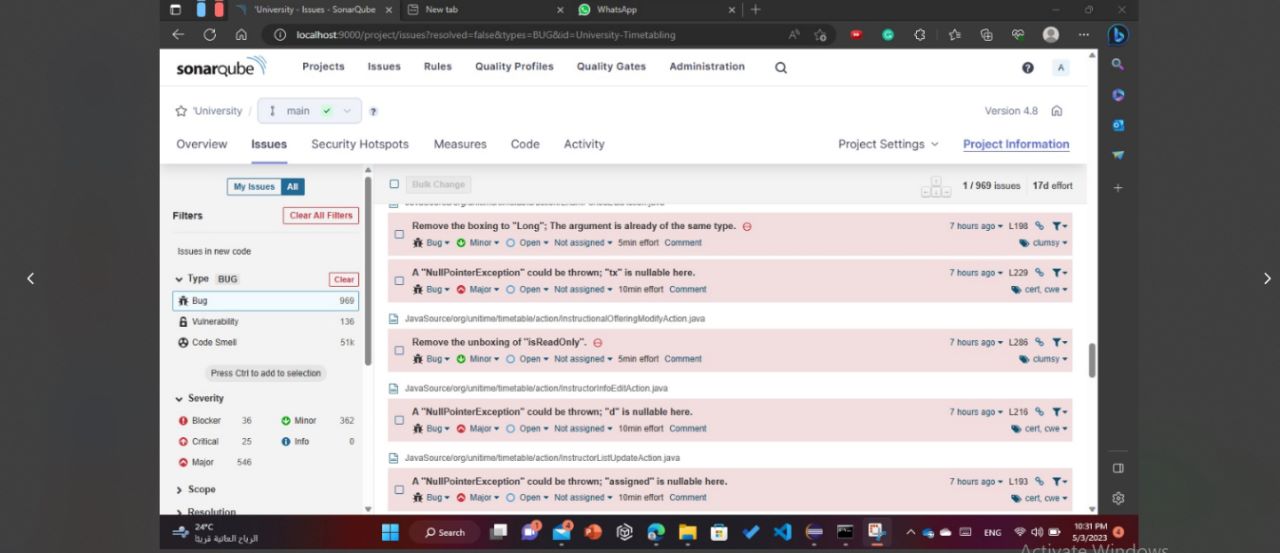 'University - Issues - SonarQube
New tab
WhatsApp
localhost:9000/project/issues?resolved=false&types=BUG&id=University-Timetabling
sonarqube
Projects Issues Rules Quality Profiles Quality Gates Administration
A
'University / main
Version 4.8
Overview Issues Security Hotspots Measures Code Activity
Project Settings Project Information
My Issues All
Filters Clear All Filters
Issues in new code
Type BUG Clear
Bug 969
Vulnerability 136
Code Smell 51k
Press Ctrl to add to selection
Severity
Blocker 36 Minor 362
Critical 25 Info 0
Major 546
Scope
Resolution
Bulk Change
1 / 969 issues 17d effort
Remove the boxing to "Long"; The argument is already of the same type.
7 hours ago L198
Bug Minor Open Not assigned 5min effort Comment
clumsy
A "NullPointerException" could be thrown; "tx" is nullable here.
7 hours ago L229
Bug Major Open Not assigned 10min effort Comment
cert, cwe
JavaSource/org/unitime/timetable/action/InstructionalOfferingModifyAction.java
Remove the unboxing of "isReadOnly".
7 hours ago L286
Bug Minor Open Not assigned 5min effort Comment
clumsy
JavaSource/org/unitime/timetable/action/InstructorInfoEditAction.java
A "NullPointerException" could be thrown; "d" is nullable here.
7 hours ago L216
Bug Major Open Not assigned 10min effort Comment
cert, cwe
JavaSource/org/unitime/timetable/action/InstructorListUpdateAction.java
A "NullPointerException" could be thrown; "assigned" is nullable here.
7 hours ago L193
Bug Major Open Not assigned 10min effort Comment
cert, cwe
24°C
الرياح العاتية قريبًا
Search
ENG
10:31 PM
5/3/2023
Activate Windows